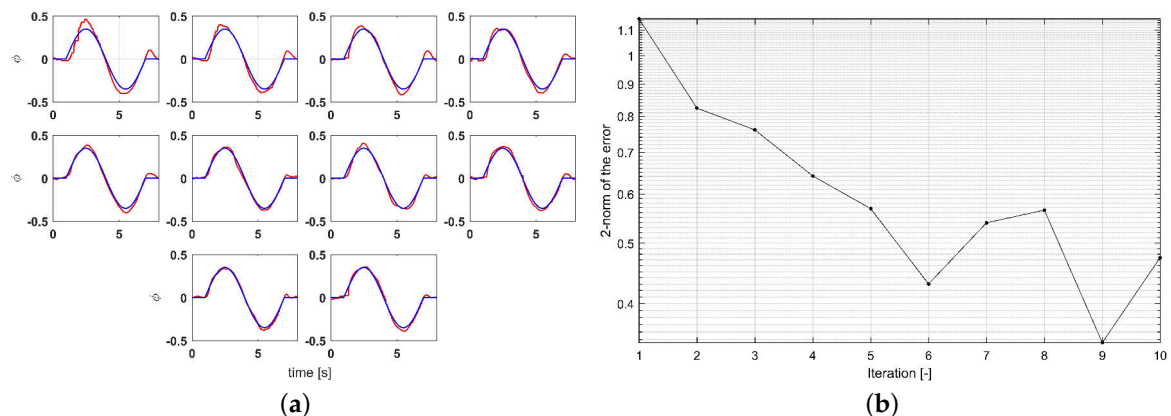 0.5 0.5 0.5 0.5
ϕ 0 0 0 0
-0.5 -0.5 -0.5 -0.5
0 5 0 5 0 5 0 5
0.5 0.5 0.5 0.5
ϕ 0 0 0 0
-0.5 -0.5 -0.5 -0.5
0 5 0 5 0 5 0 5
0.5 0.5
ϕ 0 0
-0.5 -0.5
0 5 0 5
time [s]
(a)
1.1
1
0.9
0.8
0.7
0.6
0.5
0.4
2-norm of the error
1 2 3 4 5 6 7 8 9 10
Iteration [-]
(b)